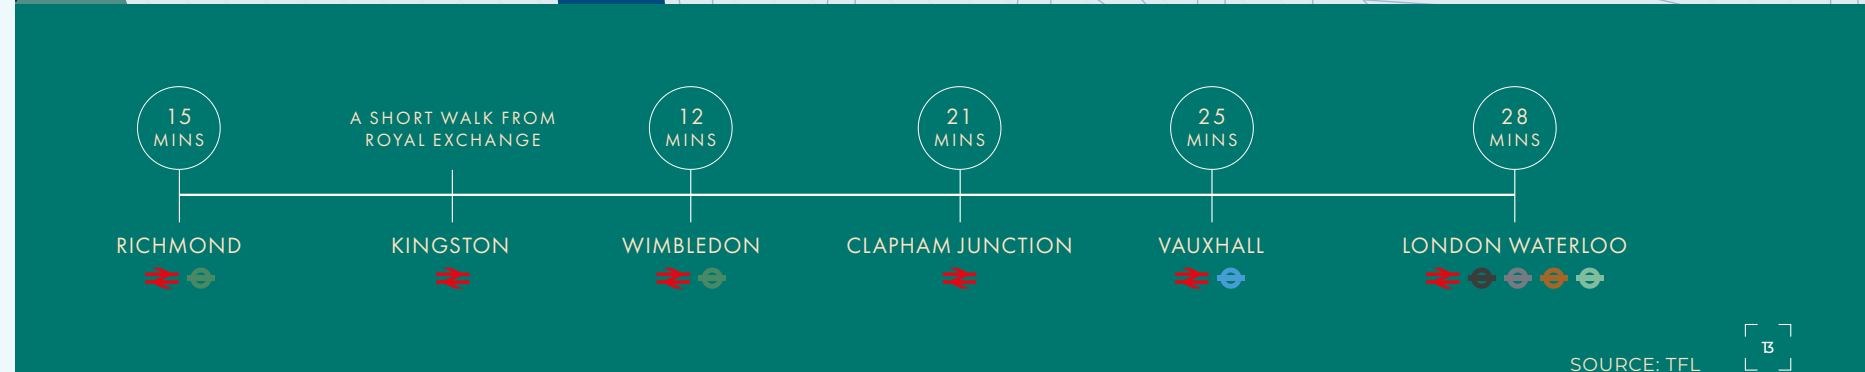 15
MINS
A SHORT WALK FROM
ROYAL EXCHANGE
12
MINS
21
MINS
25
MINS
28
MINS
RICHMOND
KINGSTON
WIMBLEDON
CLAPHAM JUNCTION
VAUXHALL
LONDON WATERLOO
SOURCE: TFL
13